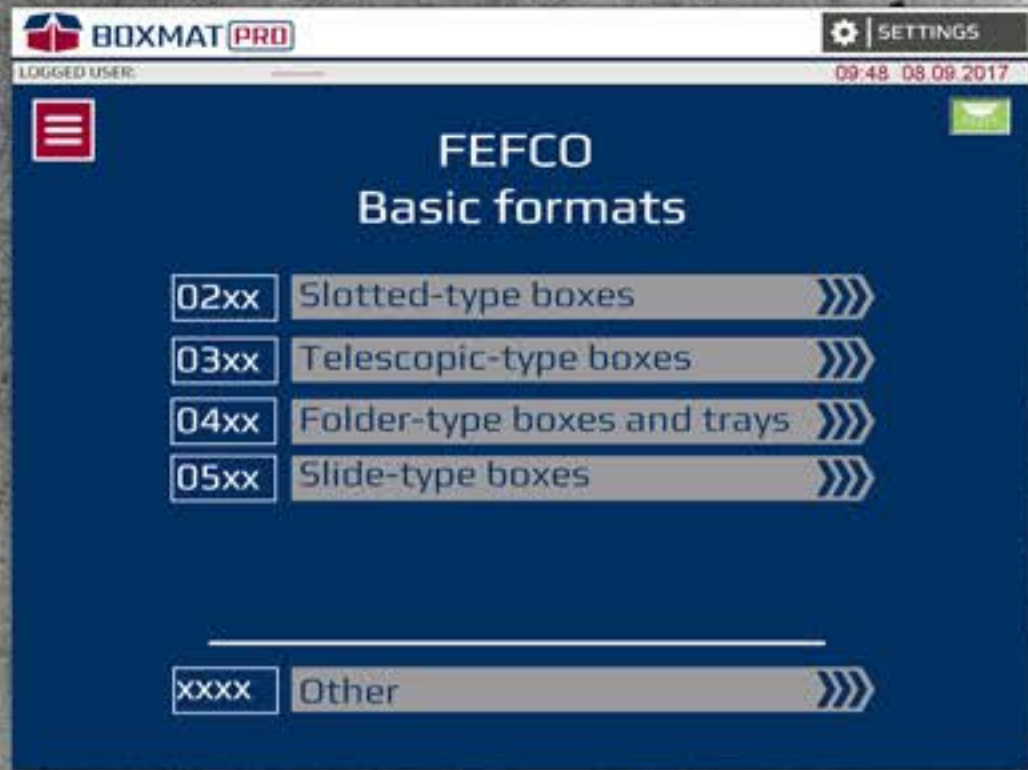 BOXMAT PRO
SETTINGS
LOGGED USER:
09:48 08.09.2017
FEFCO
Basic formats
02xx Slotted-type boxes
03xx Telescopic-type boxes
04xx Folder-type boxes and trays
05xx Slide-type boxes
xxxx Other